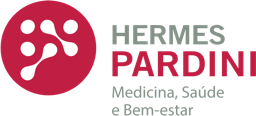 HERMES
PARDINI
Medicina, Saúde
e Bem-estar